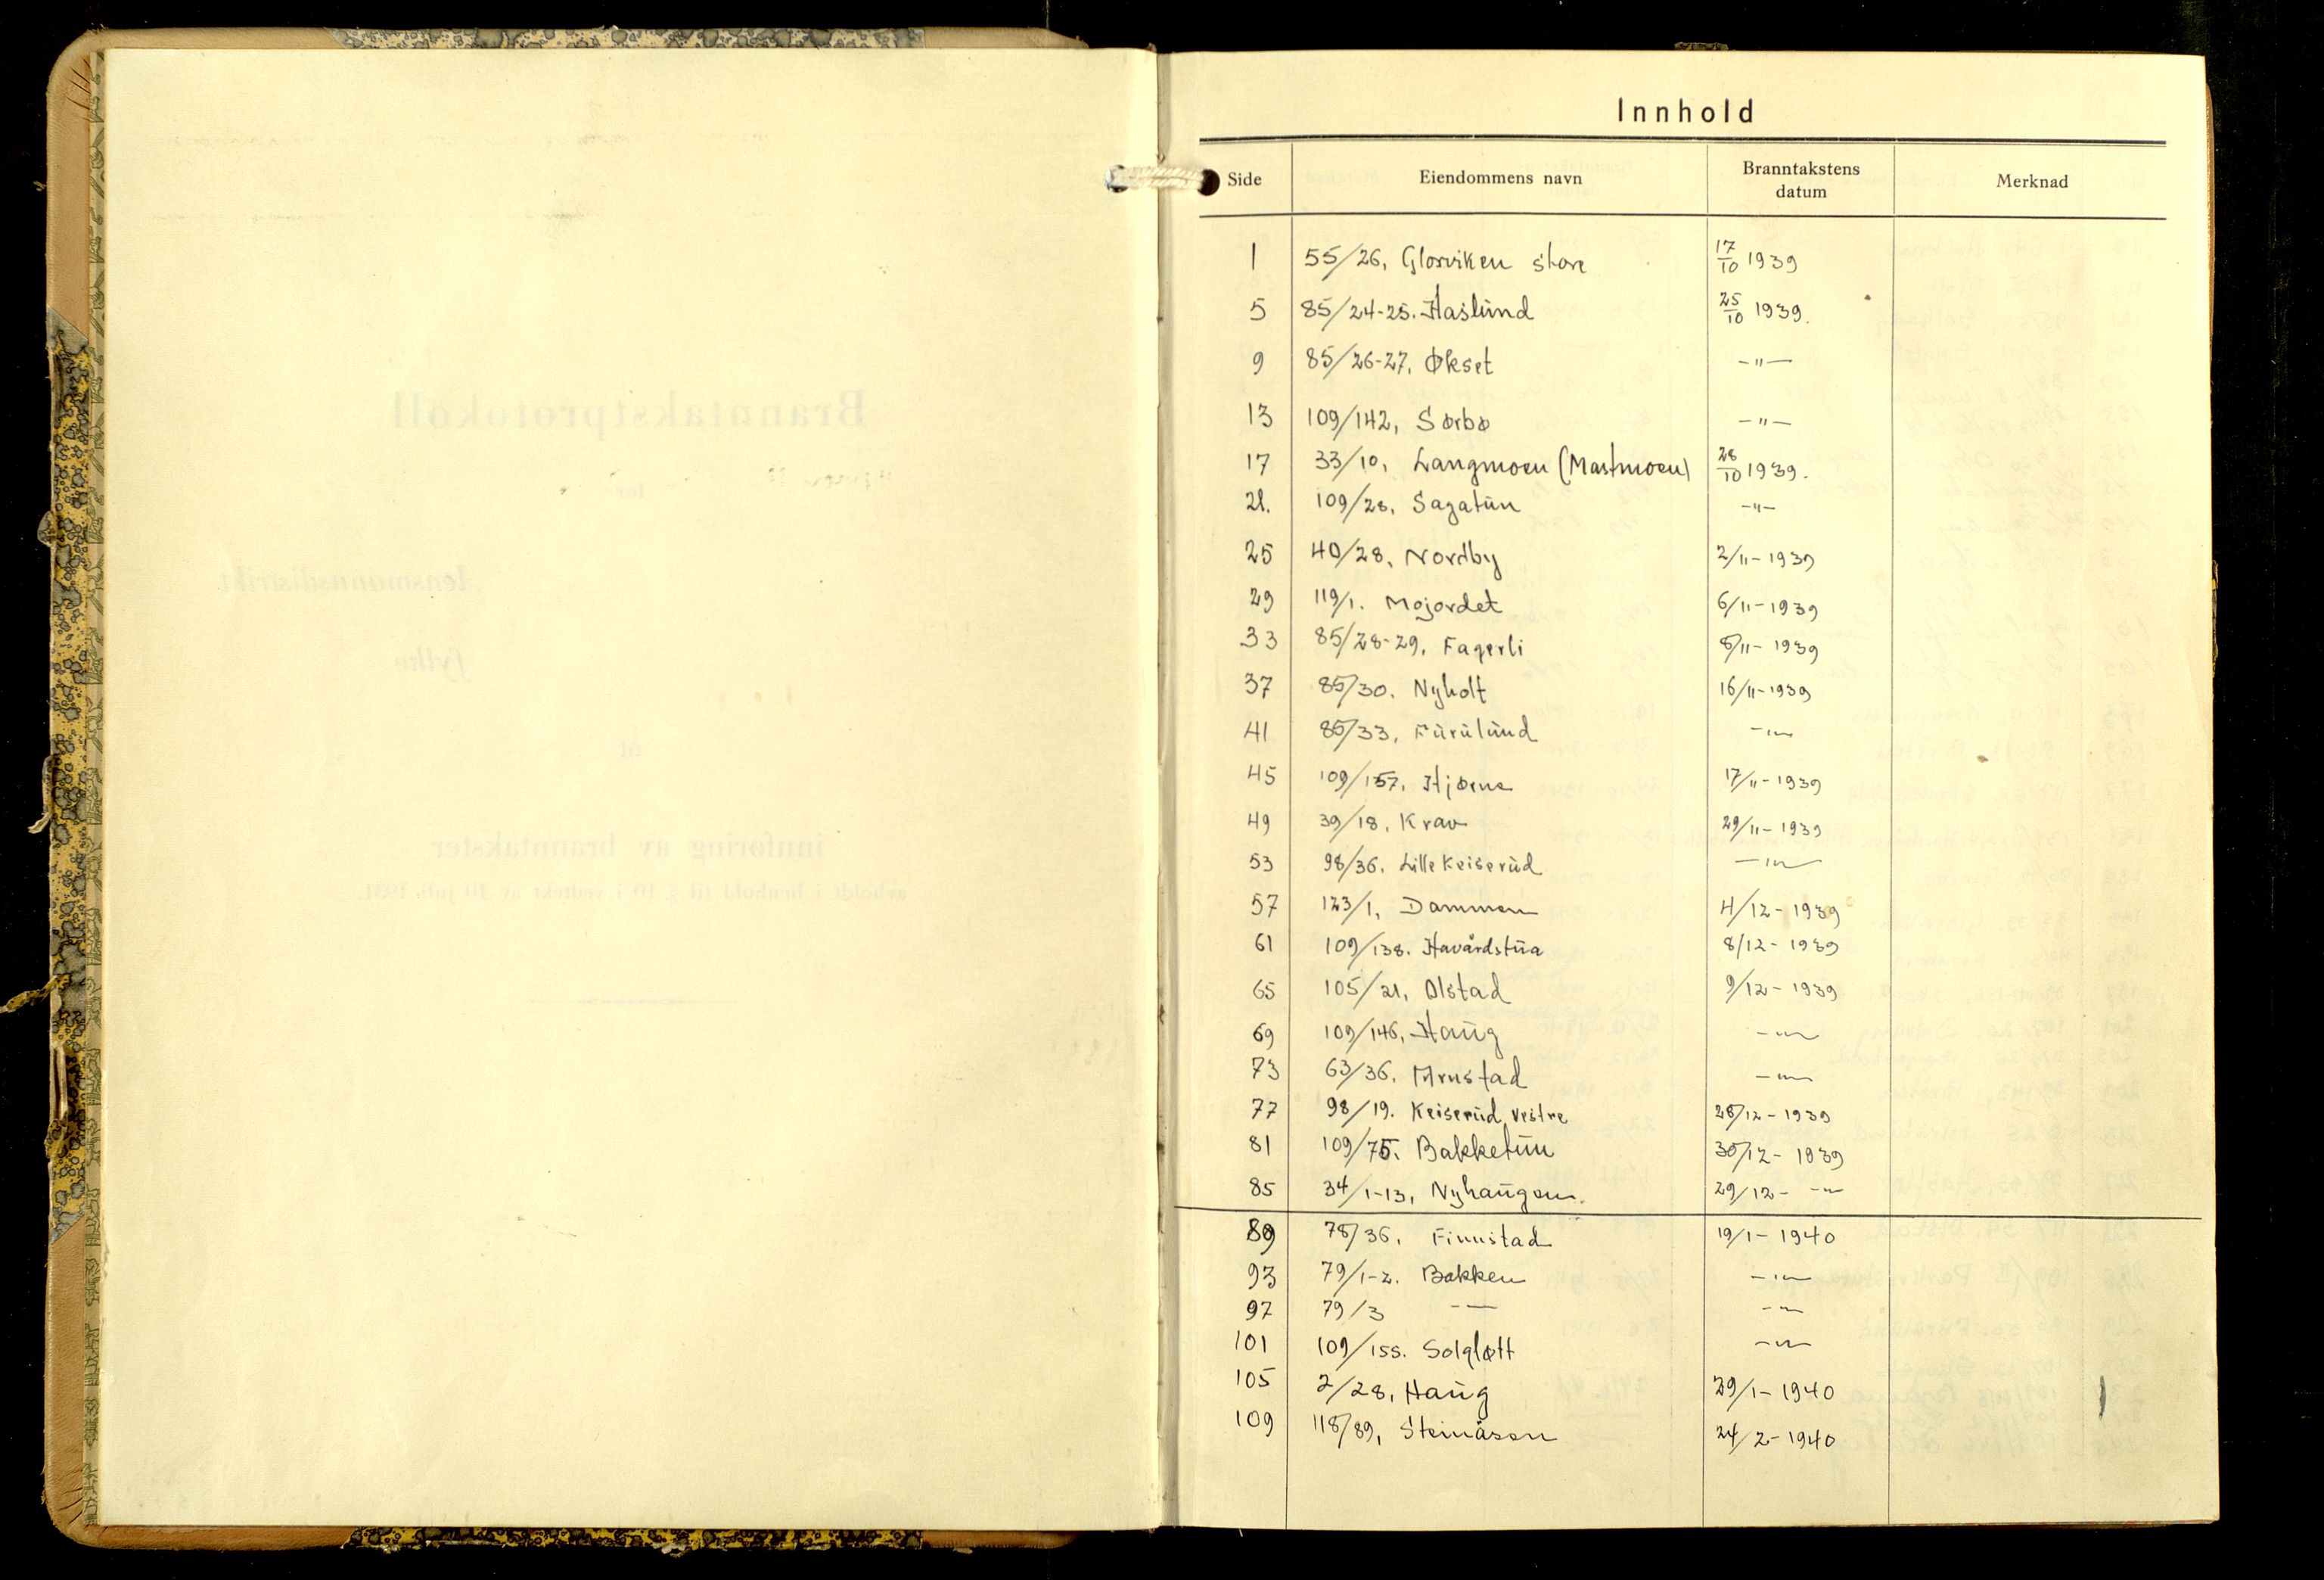 Innhold
Side Eiendommens navn Branntakstens datum Merknad
1 55/26, Glorviken store 17/10 1939
5 85/24-25. Haslund 25/10 1939.
9 85/26-27, Økset -"-
13 109/142, Sørbø -"-
17 33/10, Langmoen (Mastmoen) 28/10 1939.
21. 109/28, Sagatun -"-
25 40/28, Nordby 2/11-1939
29 119/1. Mojordet 6/11-1939
33 85/28-29, Fagerli 8/11-1939
37 85/30. Nyholt 16/11-1939
41 85/33, Furulund -"-
45 109/157, Hjørne 17/11-1939
49 39/18, Krav 29/11-1939
53 98/36. Lille Keiserud -"-
57 123/1, Dammen 4/12-1939
61 109/138. Havårdstua 8/12-1939
65 105/21, Olstad 9/12-1939
69 109/146, Haug -"-
73 63/36. Arnstad -"-
77 98/19. Keiserud vestre 28/12-1939
81 109/75. Bakketun 30/12-1939
85 34/1-13, Nyhaugen. 29/12- -"-
89 78/36, Finnstad 19/1-1940
93 79/1-2. Bakken -"-
97 79/3 -- -"-
101 109/155. Solgløtt -"-
105 2/28, Haug 29/1-1940
109 118/89, Steinåsen 24/2-1940